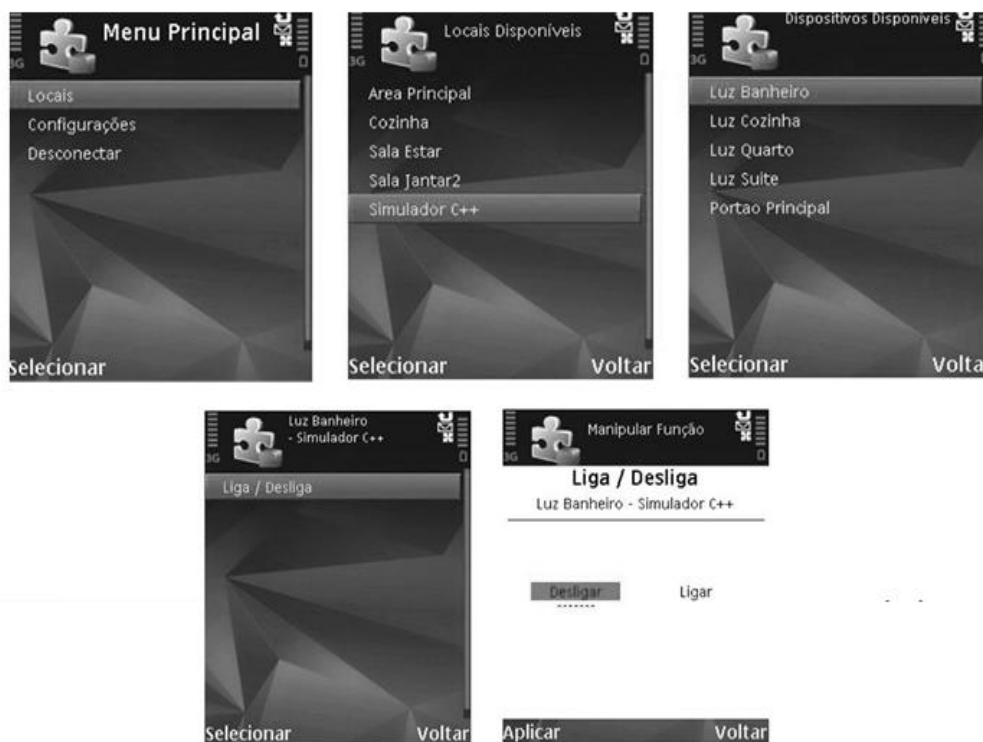 Menu Principal
3G
Locais
Configurações
Desconectar
Selecionar
Locais Disponíveis
3G
Area Principal
Cozinha
Sala Estar
Sala Jantar2
Simulador C++
Selecionar Voltar
Dispositivos Disponíveis
3G
Luz Banheiro
Luz Cozinha
Luz Quarto
Luz Suite
Portao Principal
Selecionar Volta
Luz Banheiro
- Simulador C++
3G
Liga / Desliga
Selecionar Voltar
Manipular Função
3G
Liga / Desliga
Luz Banheiro - Simulador C++
Desligar Ligar
Aplicar Voltar